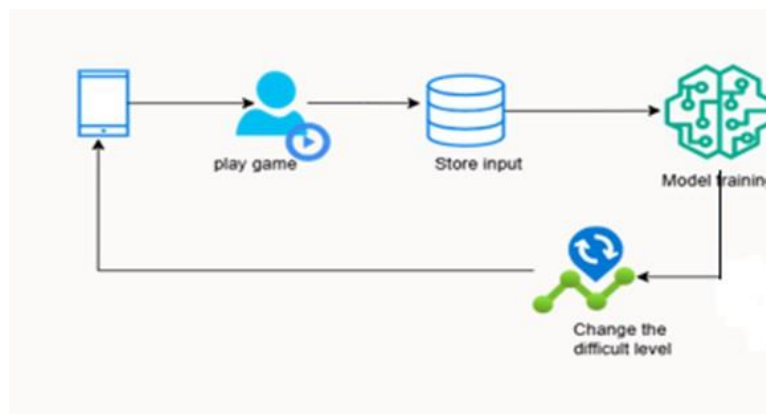 play game
Store input
Model training
Change the
difficult level